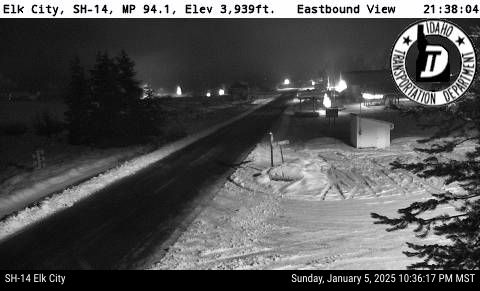 Elk City, SH-14, MP 94.1, Elev 3,939ft. Eastbound View 21:38:04
IDAHO
TRANSPORTATION DEPARTMENT
SH-14 Elk City Sunday, January 5, 2025 10:36:17 PM MST